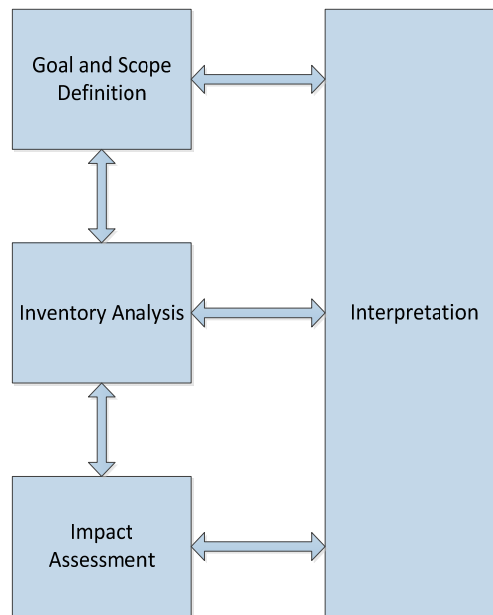 Goal and Scope
Definition
Inventory Analysis
Interpretation
Impact
Assessment